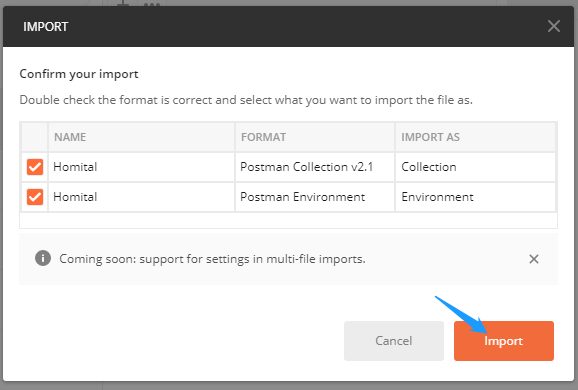 IMPORT
Confirm your import
Double check the format is correct and select what you want to import the file as.
NAME FORMAT IMPORT AS
Homital Postman Collection v2.1 Collection
Homital Postman Environment Environment
Coming soon: support for settings in multi-file imports.
Cancel Import